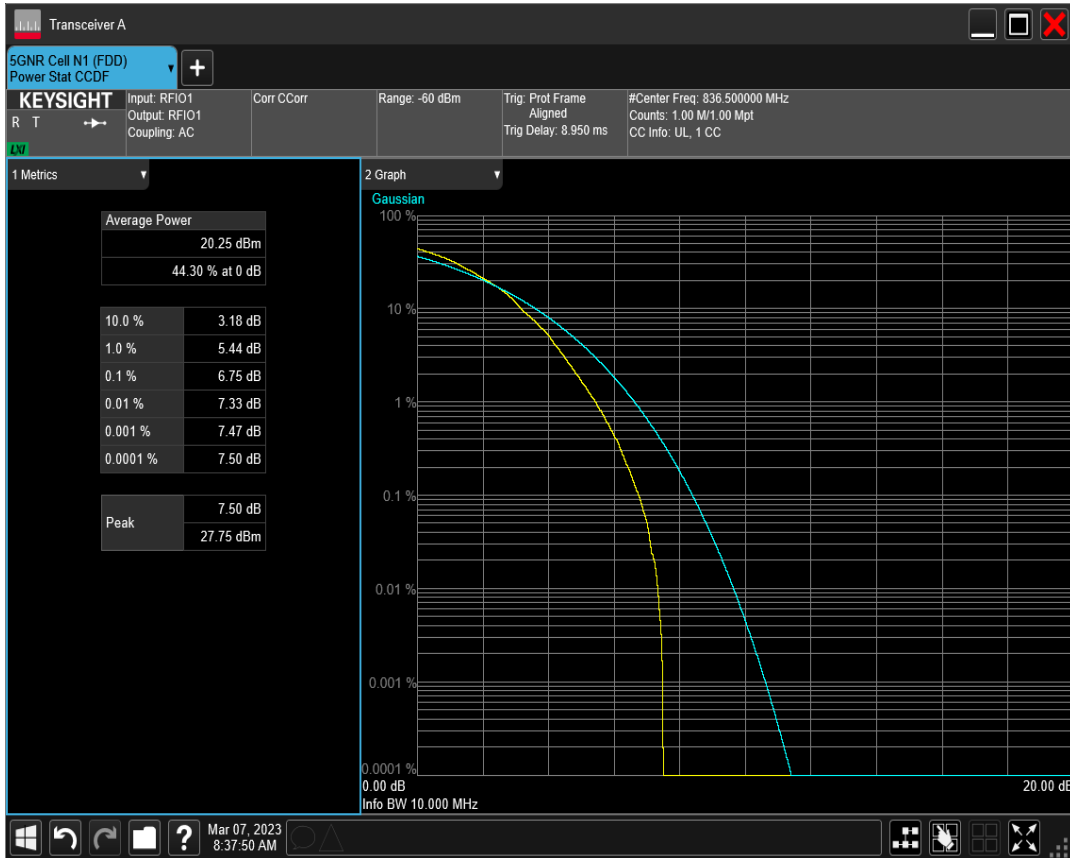 Transceiver A
5GNR Cell N1 (FDD)
Power Stat CCDF
+
KEYSIGHT
R T
LXI
Input: RFIO1
Output: RFIO1
Coupling: AC
Corr CCorr
Range: -60 dBm
Trig: Prot Frame
Aligned
Trig Delay: 8.950 ms
#Center Freq: 836.500000 MHz
Counts: 1.00 M/1.00 Mpt
CC Info: UL, 1 CC
1 Metrics
Average Power
20.25 dBm
44.30 % at 0 dB
10.0 % 3.18 dB
1.0 % 5.44 dB
0.1 % 6.75 dB
0.01 % 7.33 dB
0.001 % 7.47 dB
0.0001 % 7.50 dB
Peak 7.50 dB
27.75 dBm
2 Graph
Gaussian
100 %
10 %
1 %
0.1 %
0.01 %
0.001 %
0.0001 %
0.00 dB 20.00 dB
Info BW 10.000 MHz
?
Mar 07, 2023
8:37:50 AM